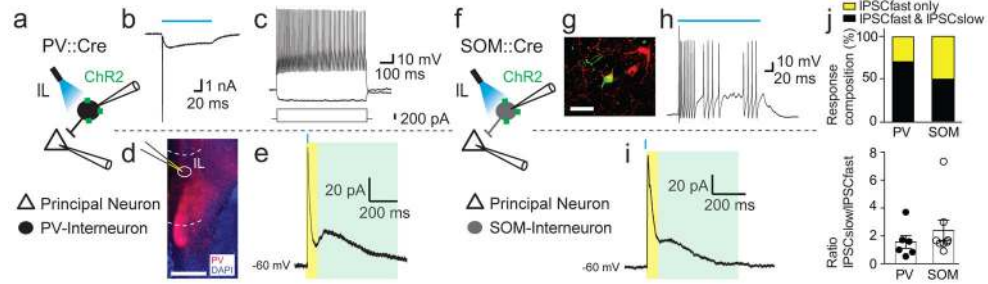 a
PV::Cre
ChR2
IL
Principal Neuron
PV-Interneuron
b
1 nA
20 ms
c
10 mV
100 ms
200 pA
d
IL
PV
DAPI
e
20 pA
200 ms
-60 mV
f
SOM::Cre
ChR2
IL
Principal Neuron
SOM-Interneuron
g
h
10 mV
20 ms
i
20 pA
200 ms
-60 mV
j
IPSCfast only
IPSCfast & IPSCslow
Response
composition (%)
100
50
0
PV SOM
Ratio
IPSCslow/IPSCfast
8
6
4
2
0
PV SOM